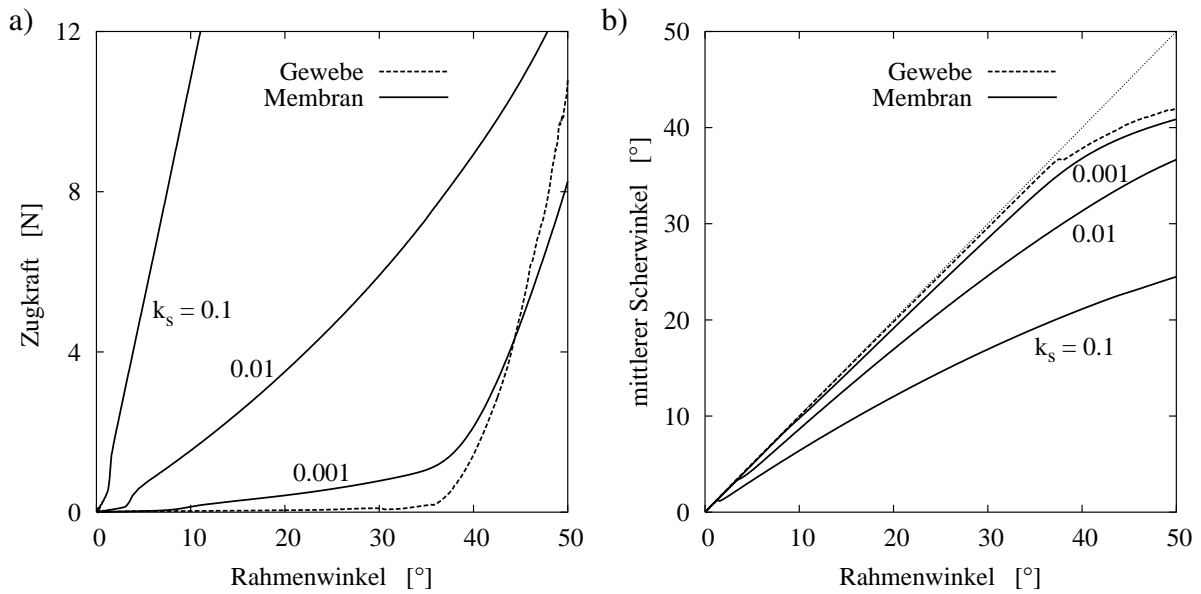 a)
12
8
4
0
Zugkraft [N]
Gewebe
Membran
k_s = 0.1
0.01
0.001
0 10 20 30 40 50
Rahmenwinkel [°]
b)
50
40
30
20
10
0
mittlerer Scherwinkel [°]
Gewebe
Membran
0.001
0.01
k_s = 0.1
0 10 20 30 40 50
Rahmenwinkel [°]